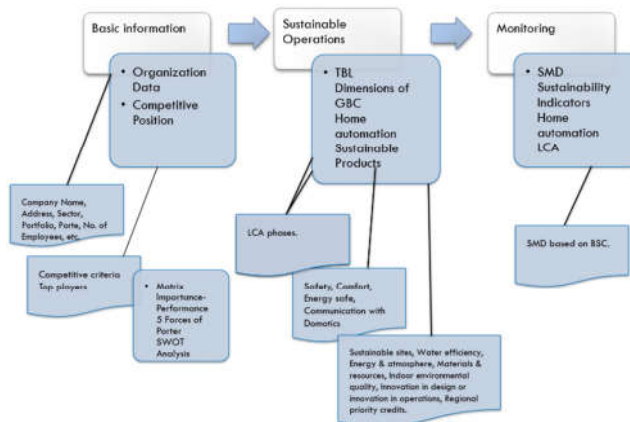 Basic information
Sustainable
Operations
Monitoring
• Organization
Data
• Competitive
Position
• TBL
Dimensions of
GBC
Home automation
Sustainable
Products
• SMD
Sustainability
Indicators
Home
automation
LCA
Company Name,
Address, Sector,
Portfolio, Porte, No. of
Employees, etc.
LCA phases.
SMD based on BSC.
Competitive criteria
Top players
• Matrix
Importance-
Performance
5 Forces of
Porter
SWOT
Analysis
Safety, Comfort,
Energy safe,
Communication with
Domotics
Sustainable sites, Water efficiency,
Energy & atmosphere, Materials &
resources, Indoor environmental
quality, Innovation in design or
innovation in operations, Regional
priority credits.